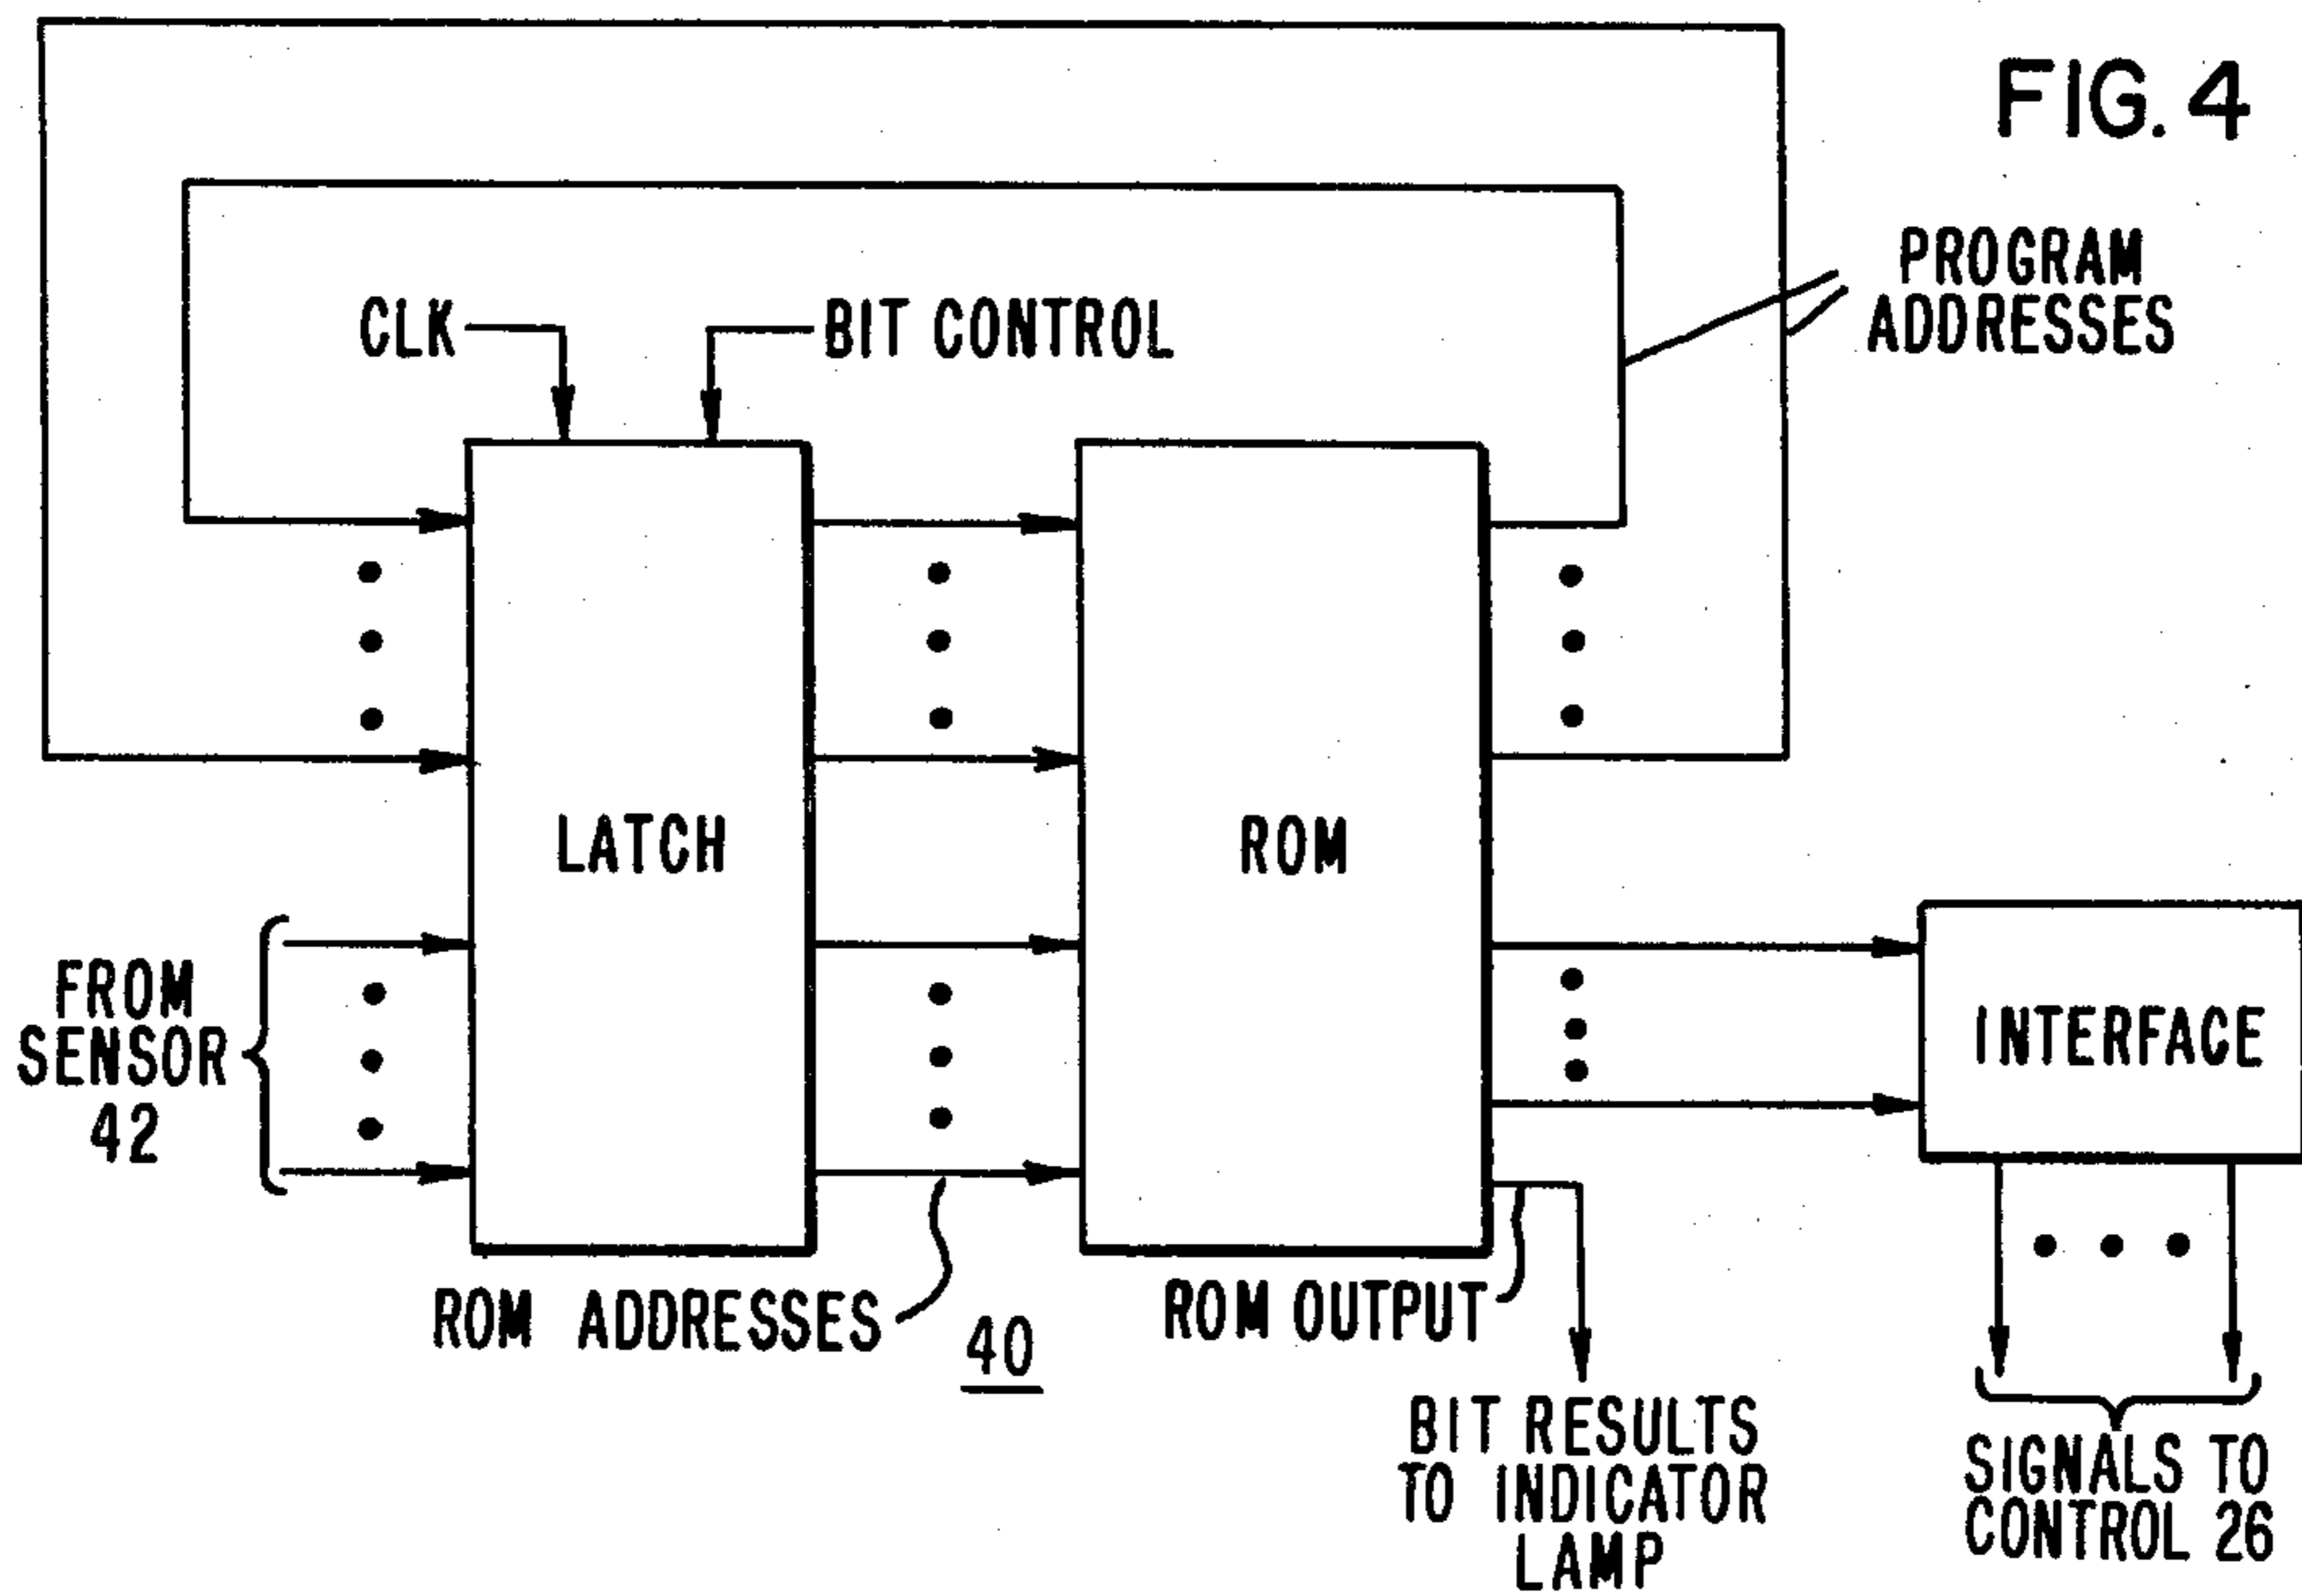 FIG. 4
PROGRAM
ADDRESSES
CLK
BIT CONTROL
LATCH
ROM
FROM
SENSOR
42
INTERFACE
ROM ADDRESSES
40
ROM OUTPUT
BIT RESULTS
TO INDICATOR
LAMP
SIGNALS TO
CONTROL 26